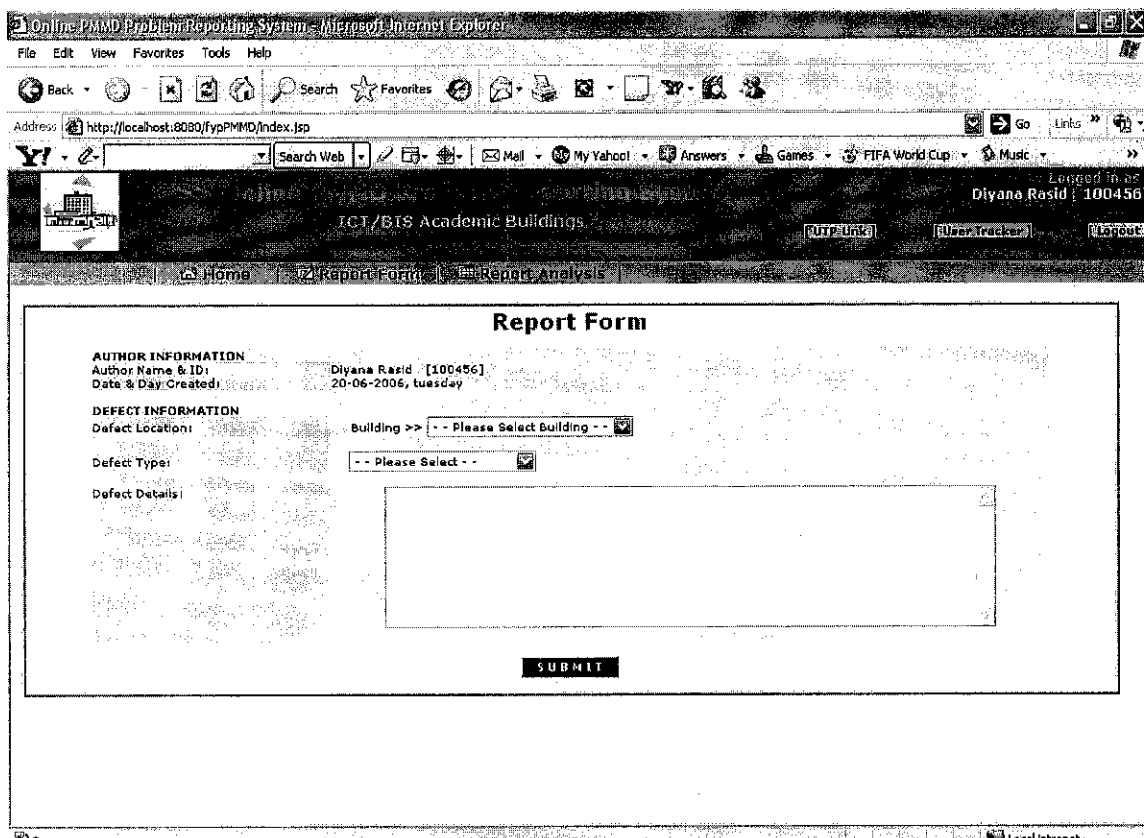 Online PMMD Problem Reporting System - Microsoft Internet Explorer
File Edit View Favorites Tools Help
Back Search Favorites
Address http://localhost:8080/fypPMMD/index.jsp Go Links »
Y! Search Web Mail My Yahoo! Answers Games FIFA World Cup Music »
Logged in as
Diyana Rasid | 100456
ICT/BIS Academic Buildings
[UTP Link] [User Tracker] [Logout
Home | Report Form | Report Analysis |
Report Form
AUTHOR INFORMATION
Author Name & ID: Diyana Rasid [100456]
Date & Day Created: 20-06-2006, tuesday
DEFECT INFORMATION
Defect Location: Building >> - - Please Select Building - -
Defect Type: - - Please Select - -
Defect Details:
SUBMIT
Local intranet